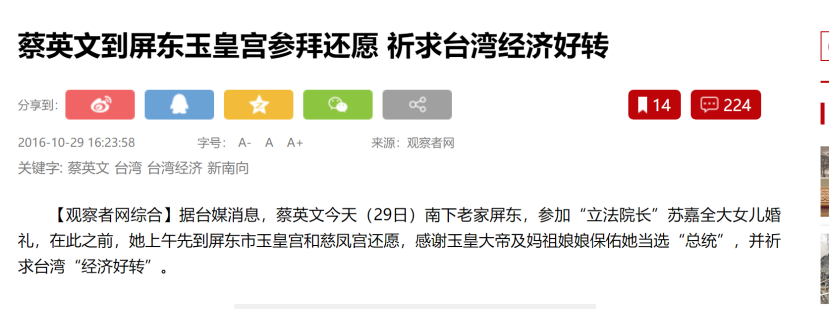 蔡英文到屏东玉皇宫参拜还愿 祈求台湾经济好转
分享到:
14
224
2016-10-29 16:23:58 字号： A- A A+ 来源：观察者网
关键字: 蔡英文 台湾 台湾经济 新南向
【观察者网综合】据台媒消息，蔡英文今天（29日）南下老家屏东，参加“立法院长”苏嘉全大女儿婚
礼，在此之前，她上午先到屏东市玉皇宫和慈凤宫还愿，感谢玉皇大帝及妈祖娘娘保佑她当选“总统”，并祈
求台湾“经济好转”。